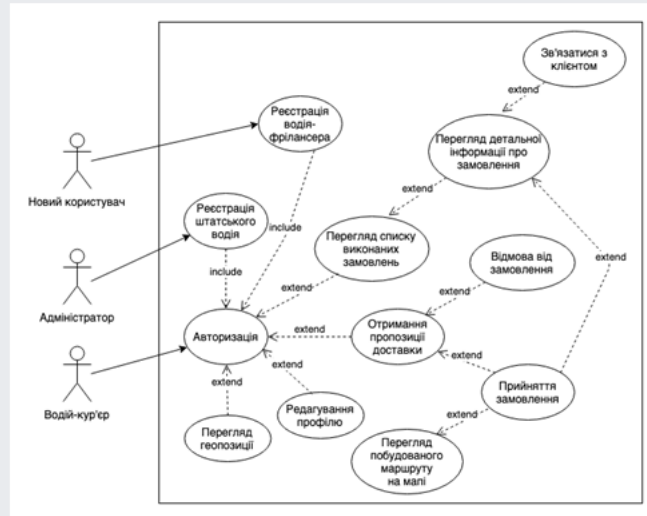 Зв'язатися з
клієнтом
extend
Реєстрація
водія-
фрілансера
Перегляд детальної
інформації про
замовлення
Новий користувач
extend
Реєстрація
штатського
водія
include
Перегляд списку
виконаних
замовлень
Відмова від
замовлення
extend
include
extend
extend
Адміністратор
Авторизація
extend
Отримання
пропозиції
доставки
extend
Водій-кур'єр
extend
extend
Прийняття
замовлення
Редагування
профілю
extend
Перегляд
геопозиції
Перегляд
побудованого
маршруту
на мапі